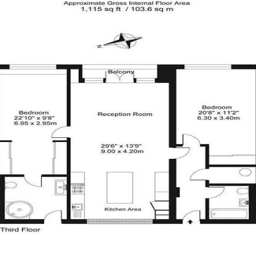 Approximate Gross Internal Floor Area
1,115 sq ft / 103.6 sq m
Balcony
Bedroom
22'10" x 9'8"
6.95 x 2.95m
Reception Room
29'6" x 13'9"
9.00 x 4.20m
Bedroom
20'8" x 11'2"
6.30 x 3.40m
Kitchen Area
Third Floor